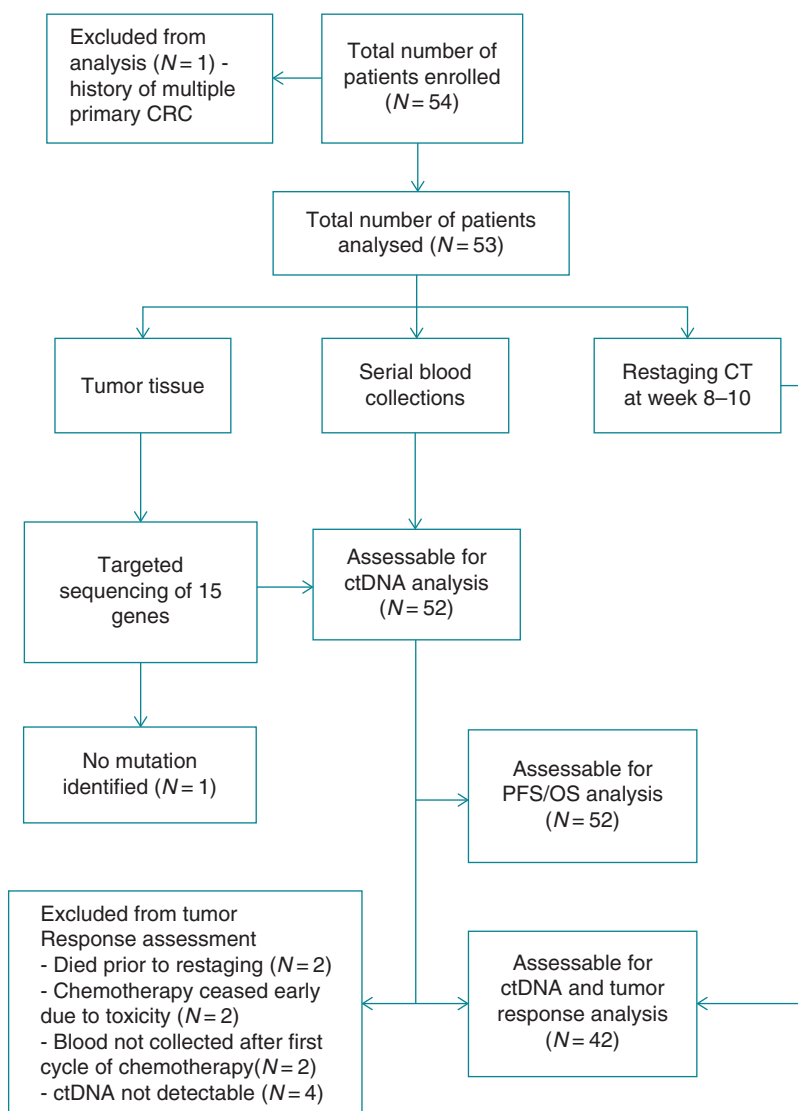 Excluded from
analysis (N = 1) -
history of multiple
primary CRC
Total number of
patients enrolled
(N = 54)
Total number of patients
analysed (N = 53)
Tumor tissue
Serial blood
collections
Restaging CT
at week 8–10
Targeted
sequencing of 15
genes
Assessable for
ctDNA analysis
(N = 52)
No mutation
identified (N = 1)
Assessable for
PFS/OS analysis
(N = 52)
Excluded from tumor
Response assessment
- Died prior to restaging (N = 2)
- Chemotherapy ceased early
due to toxicity (N = 2)
- Blood not collected after first
cycle of chemotherapy(N = 2)
- ctDNA not detectable (N = 4)
Assessable for
ctDNA and tumor
response analysis
(N = 42)